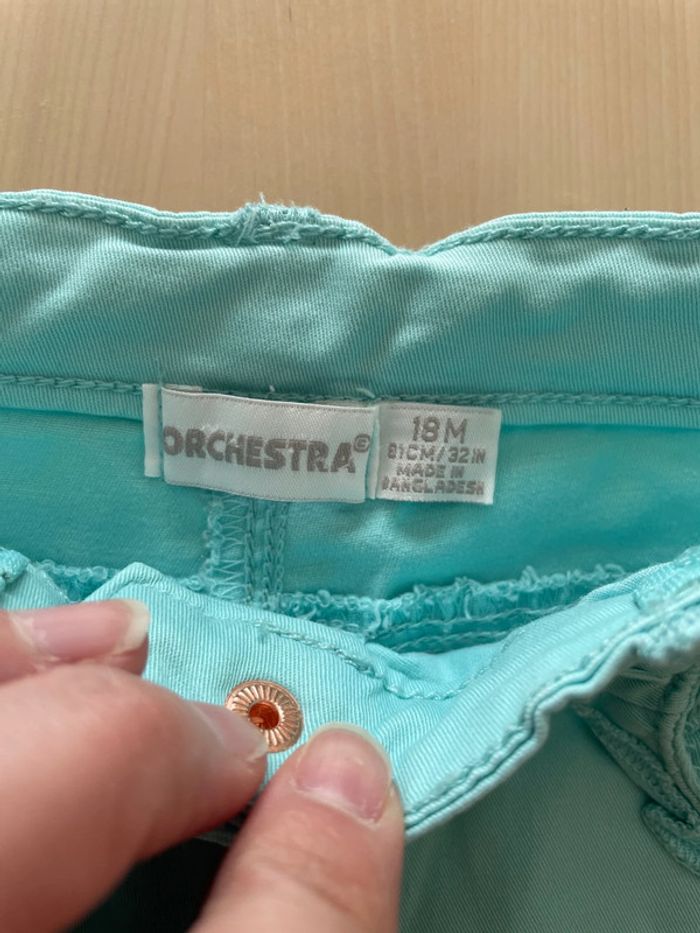 ORCHESTRA®
18M
81CM/32IN
MADE IN
BANGLADESH